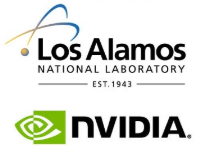 Los Alamos
NATIONAL LABORATORY
EST. 1943
NVIDIA.